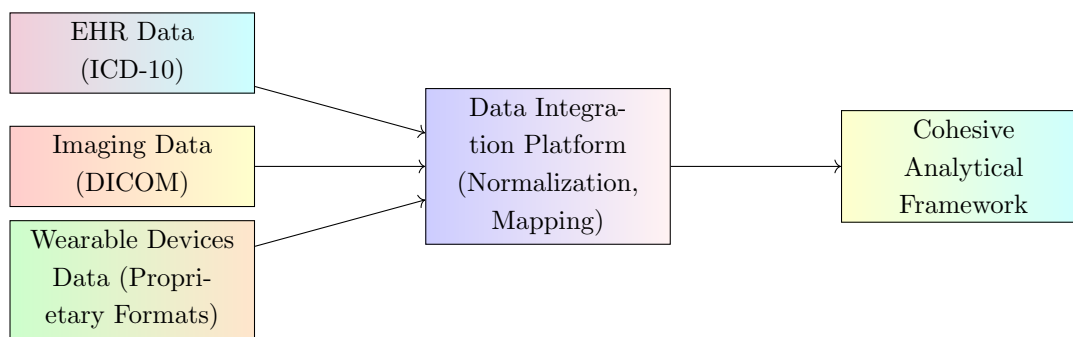 EHR Data
(ICD-10)
Imaging Data
(DICOM)
Wearable Devices
Data (Propri-
etary Formats)
Data Integra-
tion Platform
(Normalization,
Mapping)
Cohesive
Analytical
Framework